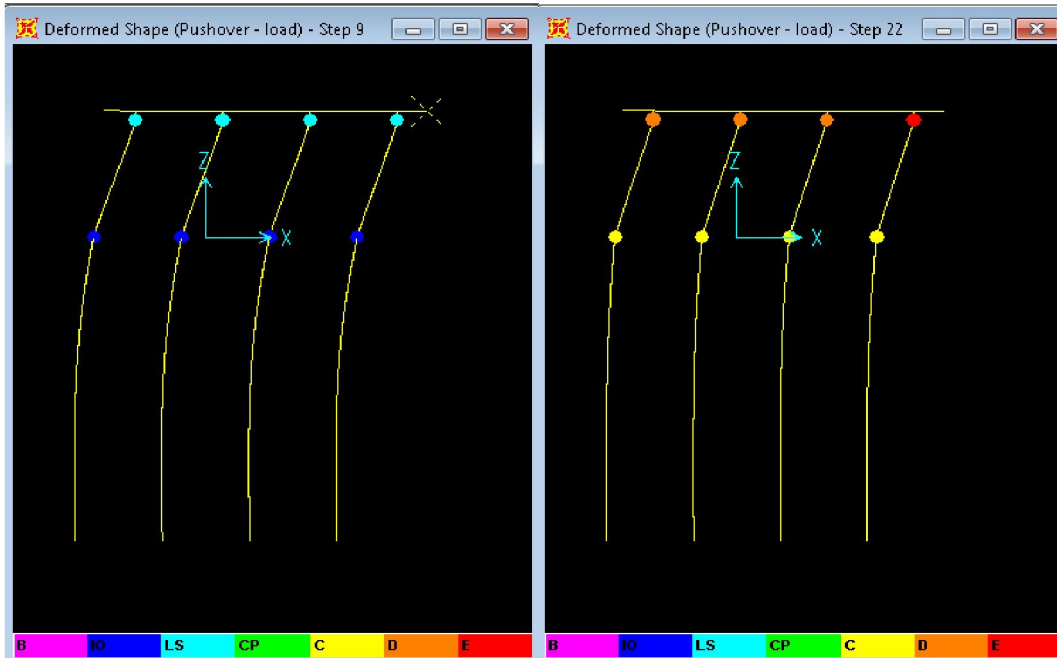 Deformed Shape (Pushover - load) - Step 9
Z
X
B IO LS CP C D E
Deformed Shape (Pushover - load) - Step 22
Z
X
B IO LS CP C D E